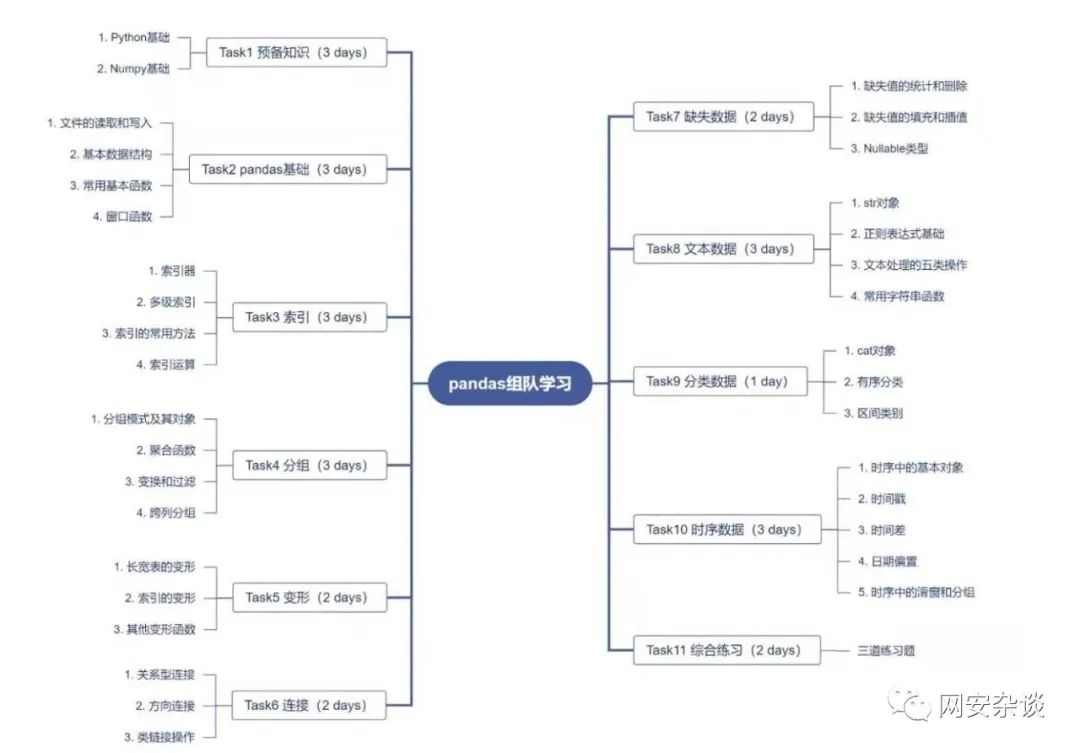 pandas组队学习
Task1 预备知识（3 days）
1. Python基础
2. Numpy基础
Task2 pandas基础（3 days）
1. 文件的读取和写入
2. 基本数据结构
3. 常用基本函数
4. 窗口函数
Task3 索引（3 days）
1. 索引器
2. 多级索引
3. 索引的常用方法
4. 索引运算
Task4 分组（3 days）
1. 分组模式及其对象
2. 聚合函数
3. 变换和过滤
4. 跨列分组
Task5 变形（2 days）
1. 长宽表的变形
2. 索引的变形
3. 其他变形函数
Task6 连接（2 days）
1. 关系型连接
2. 方向连接
3. 类链接操作
Task7 缺失数据（2 days）
1. 缺失值的统计和删除
2. 缺失值的填充和插值
3. Nullable类型
Task8 文本数据（3 days）
1. str对象
2. 正则表达式基础
3. 文本处理的五类操作
4. 常用字符串函数
Task9 分类数据（1 day）
1. cat对象
2. 有序分类
3. 区间类别
Task10 时序数据（3 days）
1. 时序中的基本对象
2. 时间戳
3. 时间差
4. 日期偏置
5. 时序中的滑窗和分组
Task11 综合练习（2 days）
三道练习题
网安杂谈